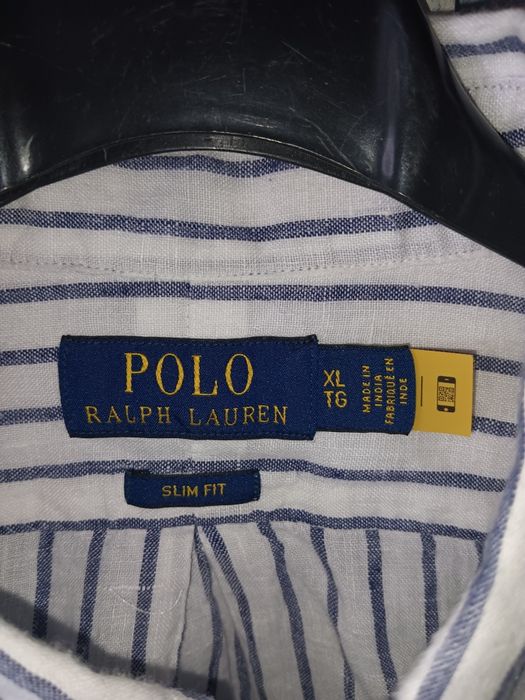 POLO
RALPH LAUREN
XL
TG
MADE IN
INDIA
FABRIQUÉ EN
INDE
SLIM FIT